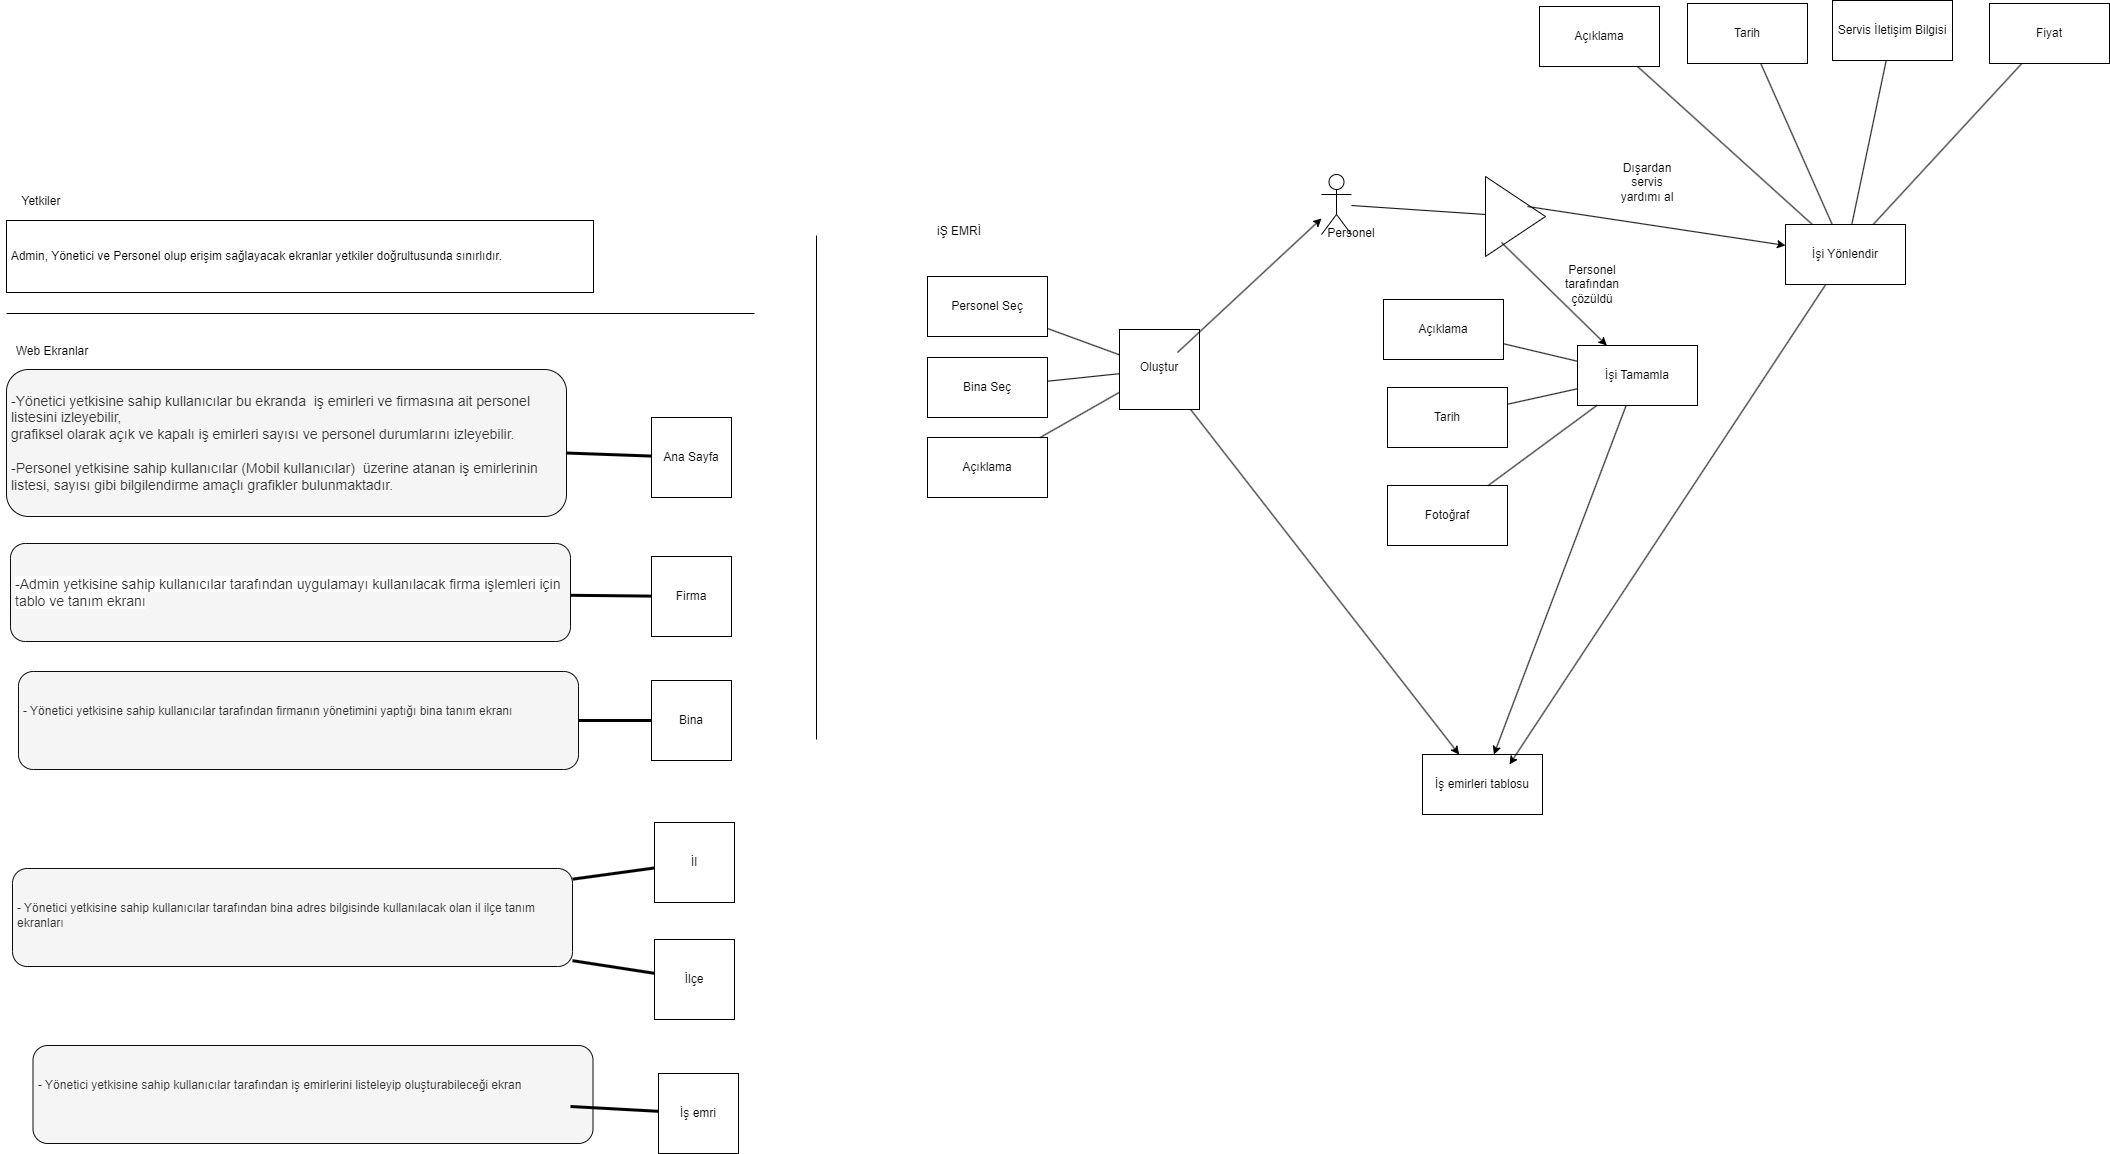 Yetkiler
Admin, Yönetici ve Personel olup erişim sağlayacak ekranlar yetkiler doğrultusunda sınırlıdır.
Web Ekranlar
-Yönetici yetkisine sahip kullanıcılar bu ekranda  iş emirleri ve firmasına ait personel
listesini izleyebilir,
grafiksel olarak açık ve kapalı iş emirleri sayısı ve personel durumlarını izleyebilir.
-Personel yetkisine sahip kullanıcılar (Mobil kullanıcılar)  üzerine atanan iş emirlerinin
listesi, sayısı gibi bilgilendirme amaçlı grafikler bulunmaktadır.
Ana Sayfa
-Admin yetkisine sahip kullanıcılar tarafından uygulamayı kullanılacak firma işlemleri için
tablo ve tanım ekranı
Firma
- Yönetici yetkisine sahip kullanıcılar tarafından firmanın yönetimini yaptığı bina tanım ekranı
Bina
- Yönetici yetkisine sahip kullanıcılar tarafından bina adres bilgisinde kullanılacak olan il ilçe tanım
ekranları
İl
İlçe
- Yönetici yetkisine sahip kullanıcılar tarafından iş emirlerini listeleyip oluşturabileceği ekran
İş emri
iŞ EMRİ
Personel Seç
Bina Seç
Açıklama
Oluştur
Personel
Dışardan
servis
yardımı al
Personel
tarafından
çözüldü
Açıklama
Tarih
Servis İletişim Bilgisi
Fiyat
İşi Yönlendir
Açıklama
Tarih
Fotoğraf
İşi Tamamla
İş emirleri tablosu